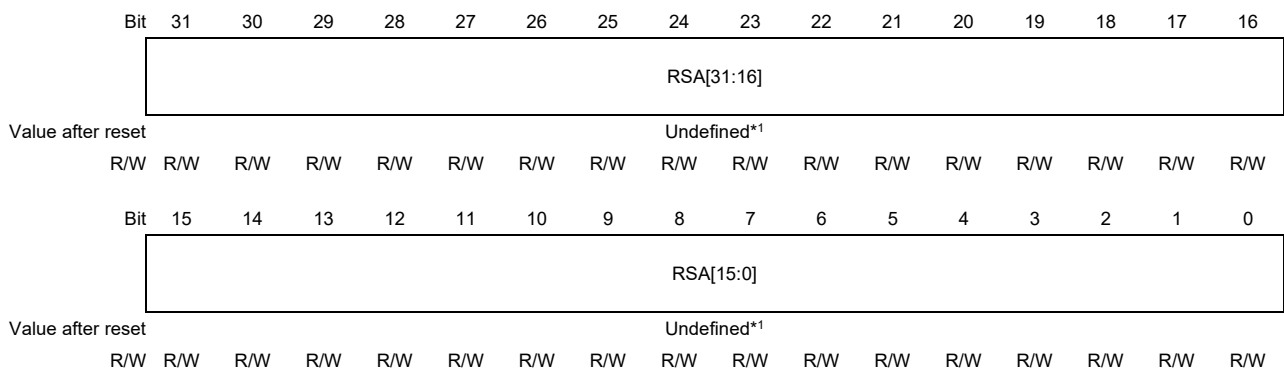 Bit 31 30 29 28 27 26 25 24 23 22 21 20 19 18 17 16
RSA[31:16]
Value after reset Undefined*1
R/W R/W R/W R/W R/W R/W R/W R/W R/W R/W R/W R/W R/W R/W R/W R/W R/W
Bit 15 14 13 12 11 10 9 8 7 6 5 4 3 2 1 0
RSA[15:0]
Value after reset Undefined*1
R/W R/W R/W R/W R/W R/W R/W R/W R/W R/W R/W R/W R/W R/W R/W R/W R/W